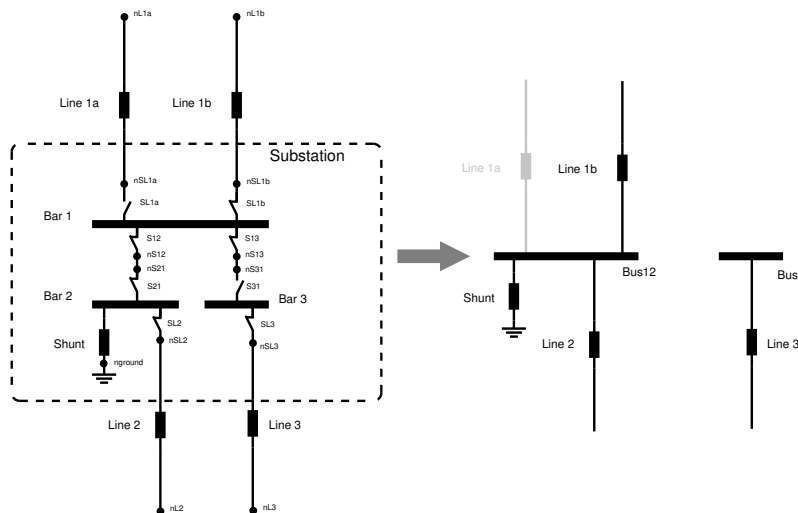 nL1a
nL1b
Line 1a
Line 1b
Substation
nSL1a
nSL1b
SL1a
SL1b
Bar 1
S12
S13
nS12
nS13
nS21
nS31
S21
S31
Bar 2
Bar 3
SL2
SL3
Shunt
nSL2
nSL3
nground
Line 2
Line 3
nL2
nL3
Line 1a
Line 1b
Bus12
Bus
Shunt
Line 2
Line 3